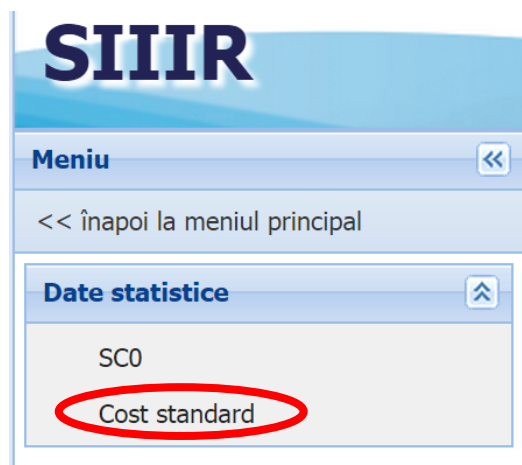 SIIIR
Meniu
<< înapoi la meniul principal
Date statistice
SC0
Cost standard